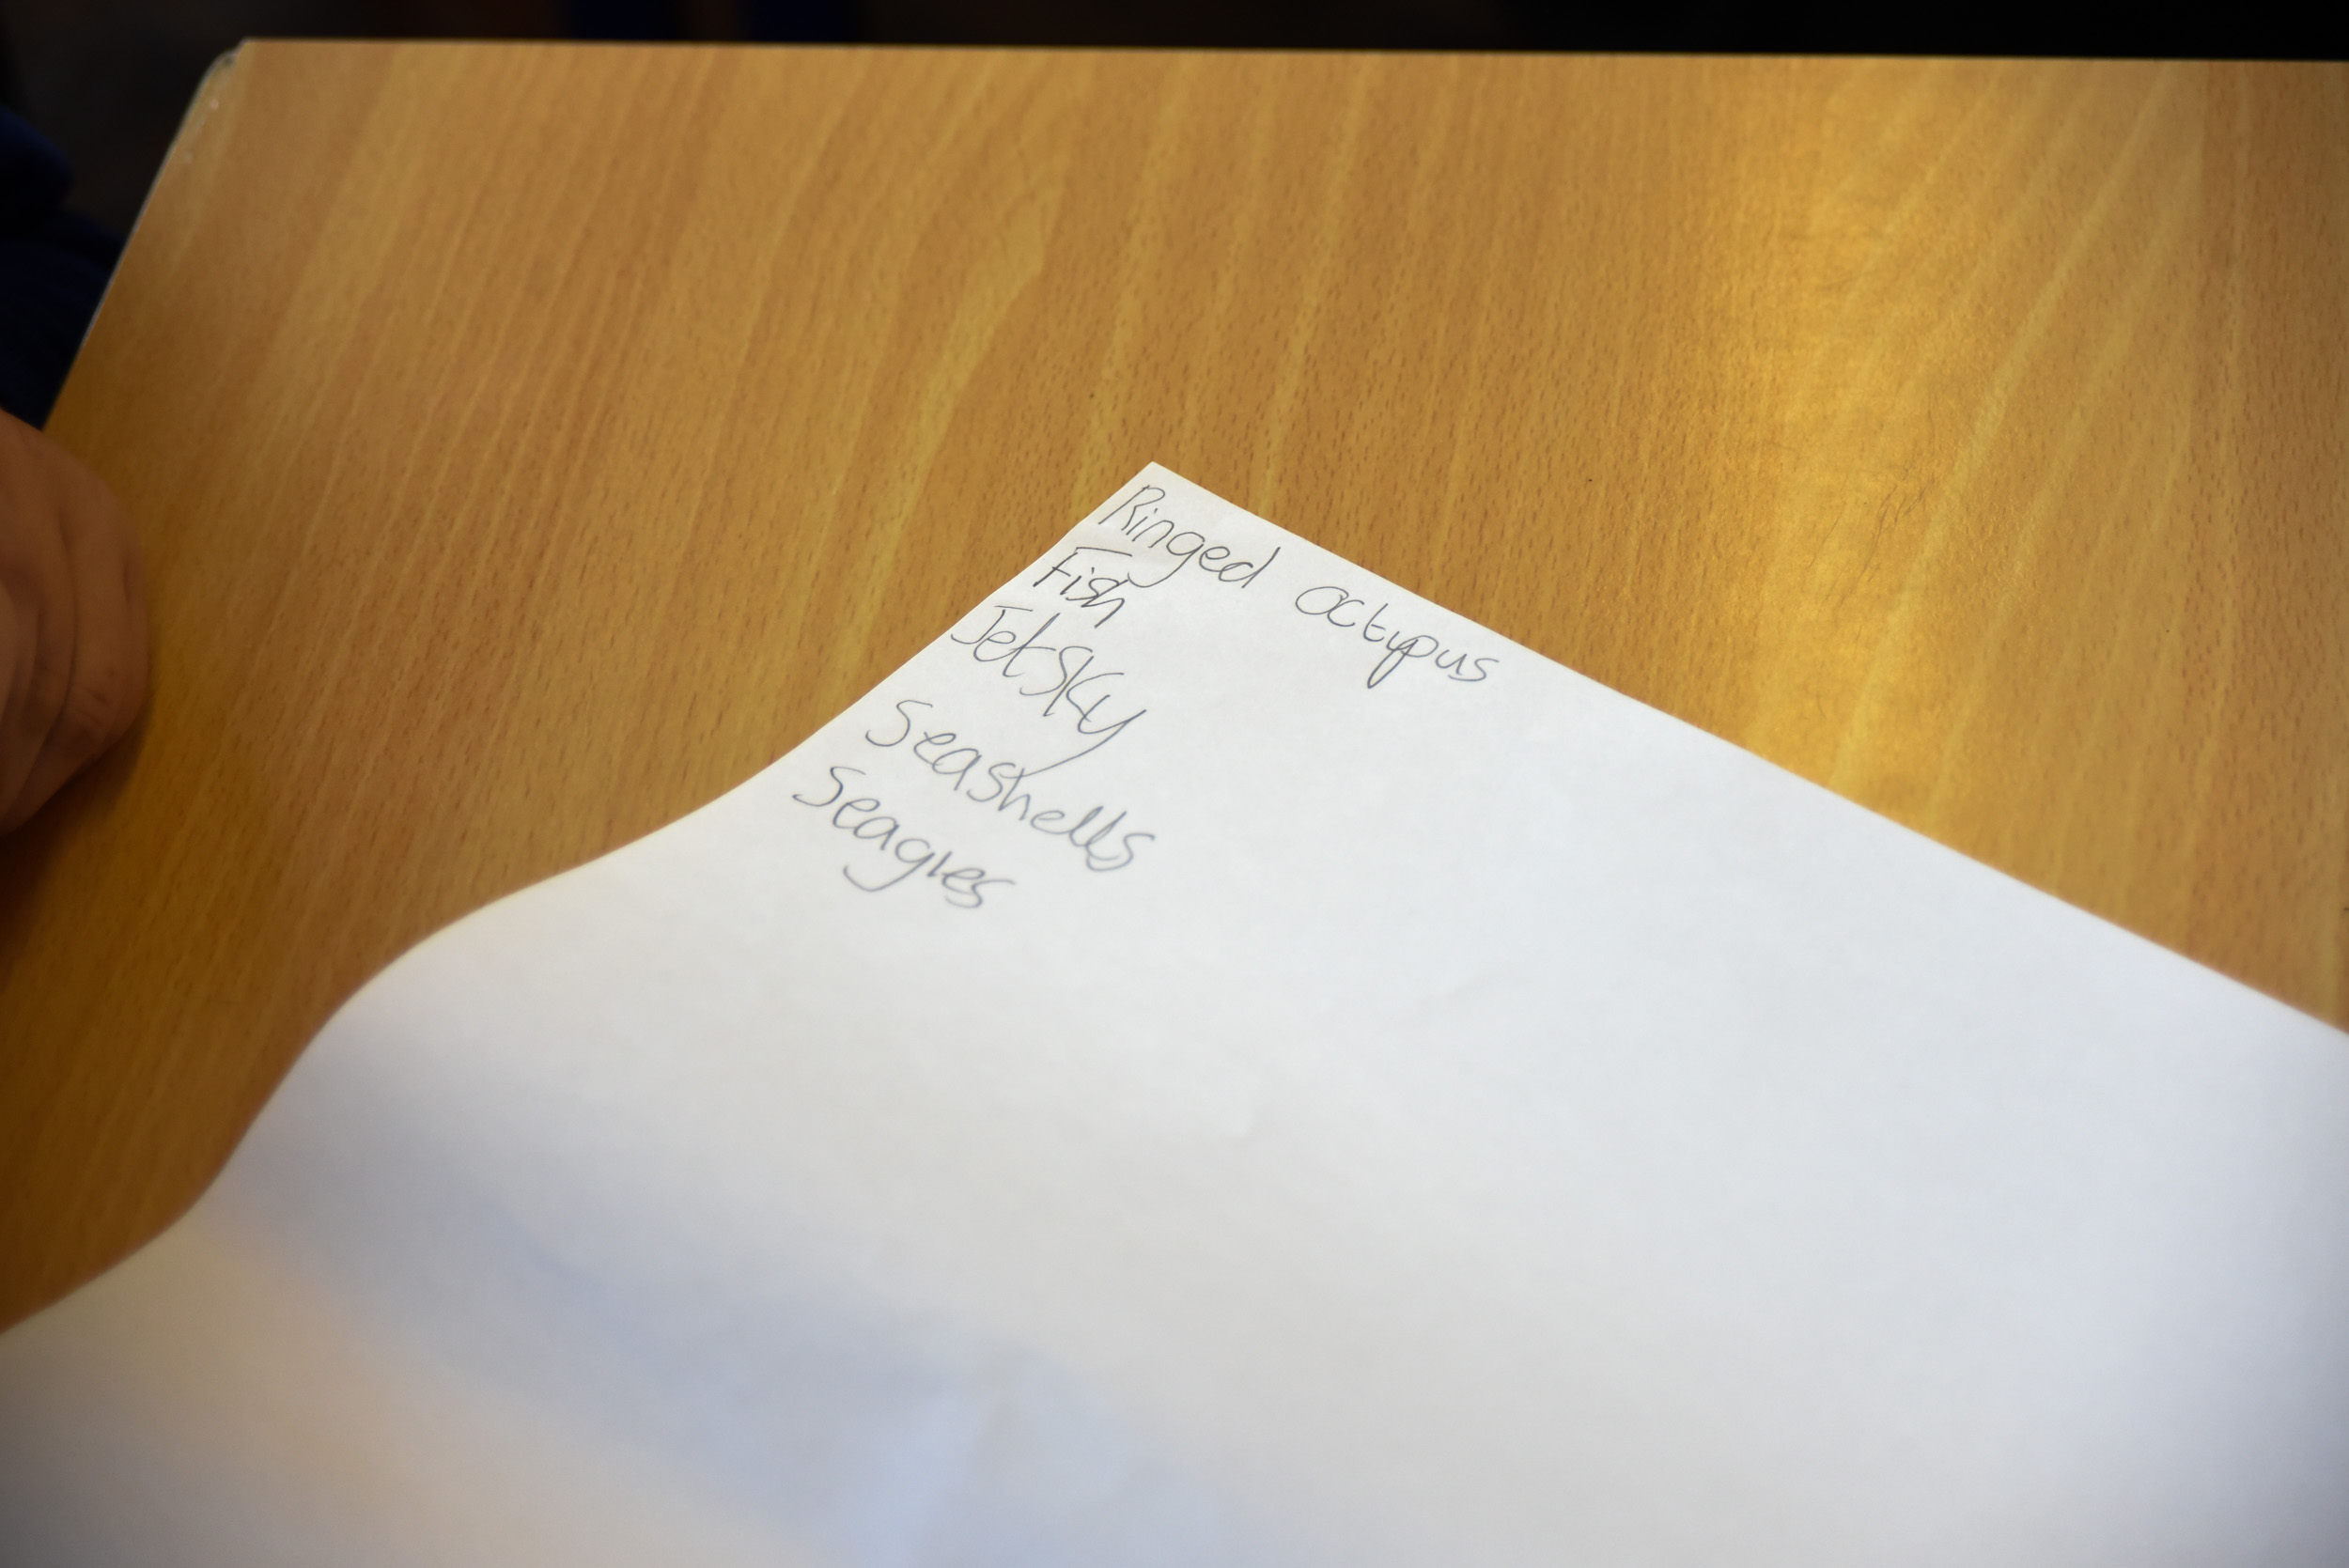 Ringed octypus
Fish
Jetsky
Seashells
Seagles